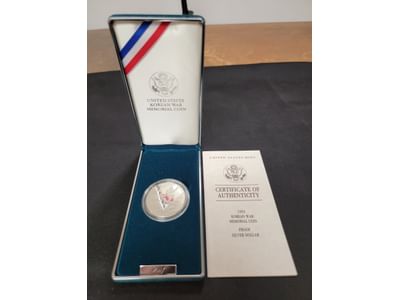 UNITED STATES
KOREAN WAR
MEMORIAL COIN
UNITED STATES MINT
CERTIFICATE OF
AUTHENTICITY
1991
KOREAN WAR
MEMORIAL COIN
PROOF
SILVER DOLLAR